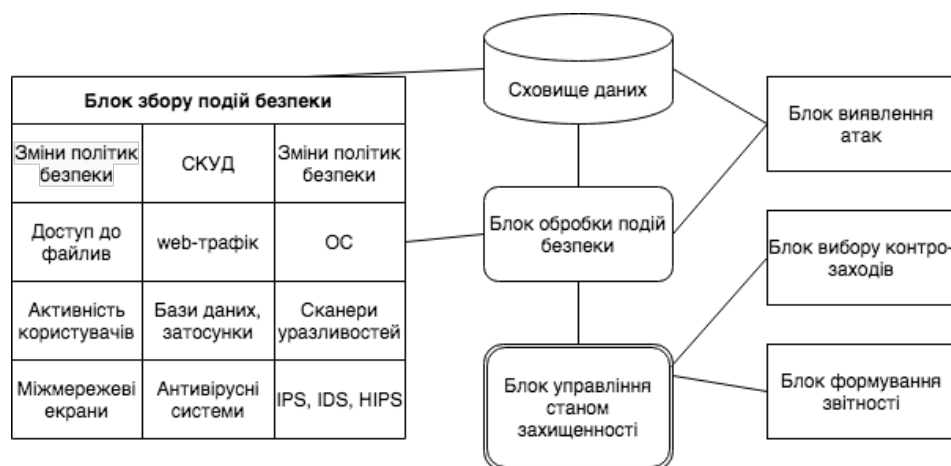 Блок збору подій безпеки
Зміни політик
безпеки
СКУД
Зміни політик
безпеки
Доступ до
файлив
web-трафік
ОС
Активність
користувачів
Бази даних,
затосунки
Сканери
уразливостей
Міжмережеві
екрани
Антивірусні
системи
IPS, IDS, HIPS
Сховище даних
Блок обробки подій
безпеки
Блок управління
станом
захищенності
Блок виявлення
атак
Блок вибору контро-
заходів
Блок формування
звітності